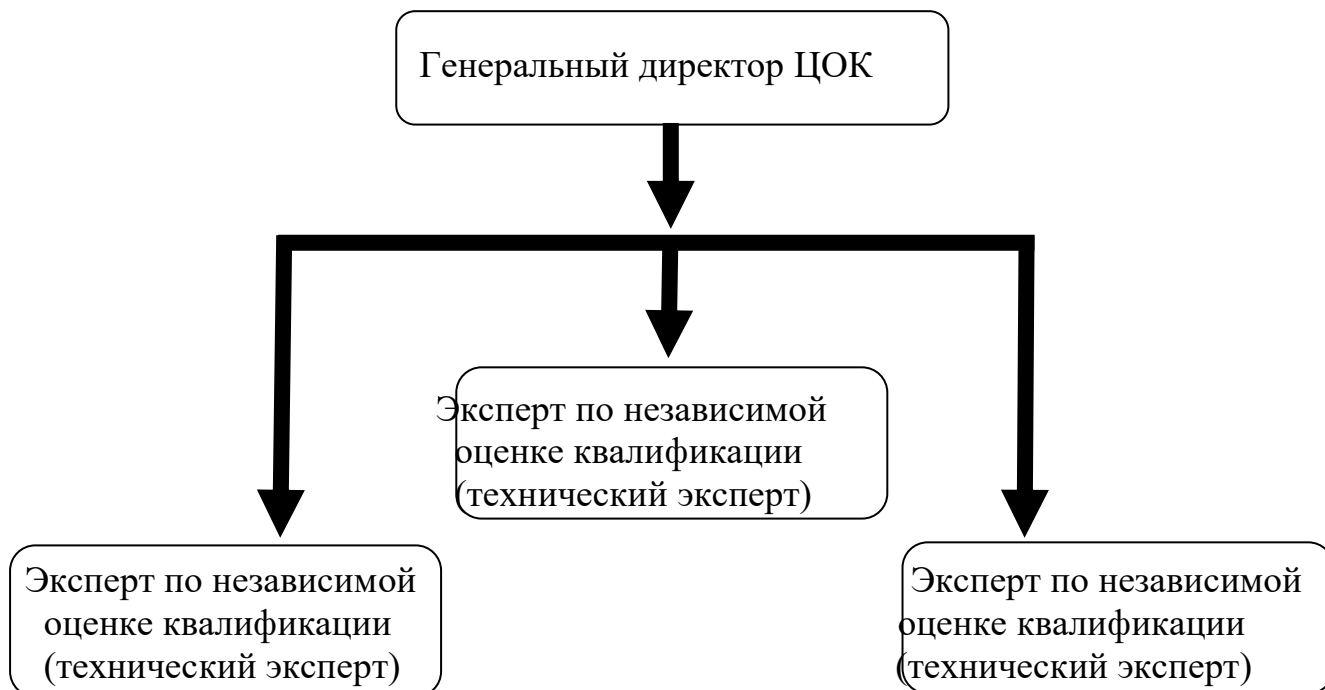 Генеральный директор ЦОК
Эксперт по независимой
оценке квалификации
(технический эксперт)
Эксперт по независимой
оценке квалификации
(технический эксперт)
Эксперт по независимой
оценке квалификации
(технический эксперт)